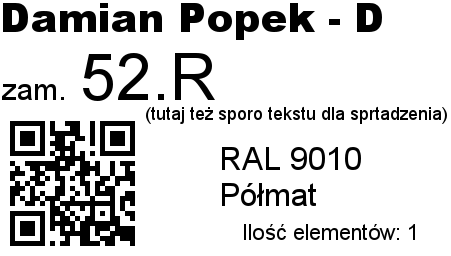 Damian Popek - D
zam. 52.R
(tutaj też sporo tekstu dla sprtadzenia)
RAL 9010
Półmat
Ilość elementów: 1